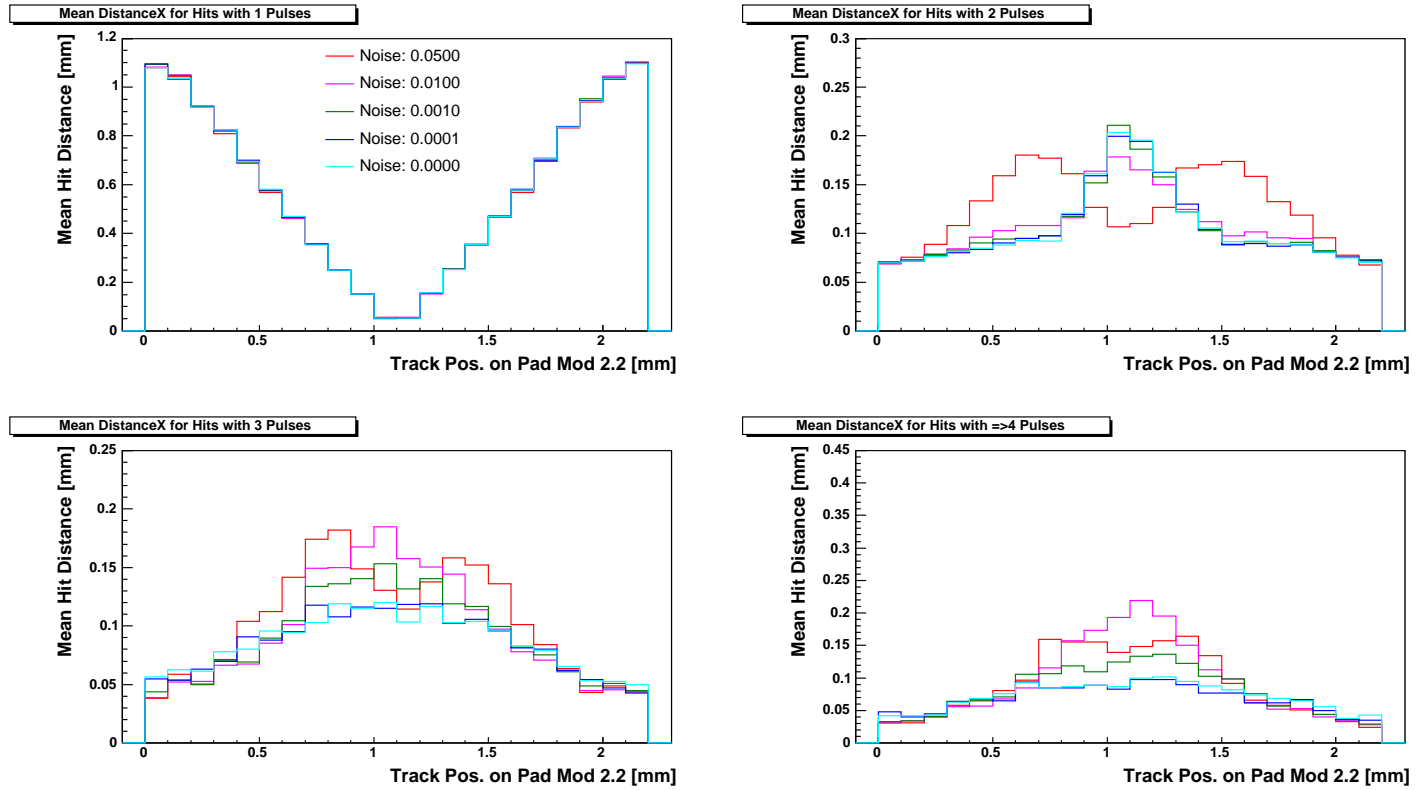 Mean DistanceX for Hits with 1 Pulses
Mean Hit Distance [mm]
1.2
1
0.8
0.6
0.4
0.2
0
Noise: 0.0500
Noise: 0.0100
Noise: 0.0010
Noise: 0.0001
Noise: 0.0000
0 0.5 1 1.5 2
Track Pos. on Pad Mod 2.2 [mm]
Mean DistanceX for Hits with 2 Pulses
Mean Hit Distance [mm]
0.3
0.25
0.2
0.15
0.1
0.05
0
0 0.5 1 1.5 2
Track Pos. on Pad Mod 2.2 [mm]
Mean DistanceX for Hits with 3 Pulses
Mean Hit Distance [mm]
0.25
0.2
0.15
0.1
0.05
0
0 0.5 1 1.5 2
Track Pos. on Pad Mod 2.2 [mm]
Mean DistanceX for Hits with =>4 Pulses
Mean Hit Distance [mm]
0.45
0.4
0.35
0.3
0.25
0.2
0.15
0.1
0.05
0
0 0.5 1 1.5 2
Track Pos. on Pad Mod 2.2 [mm]